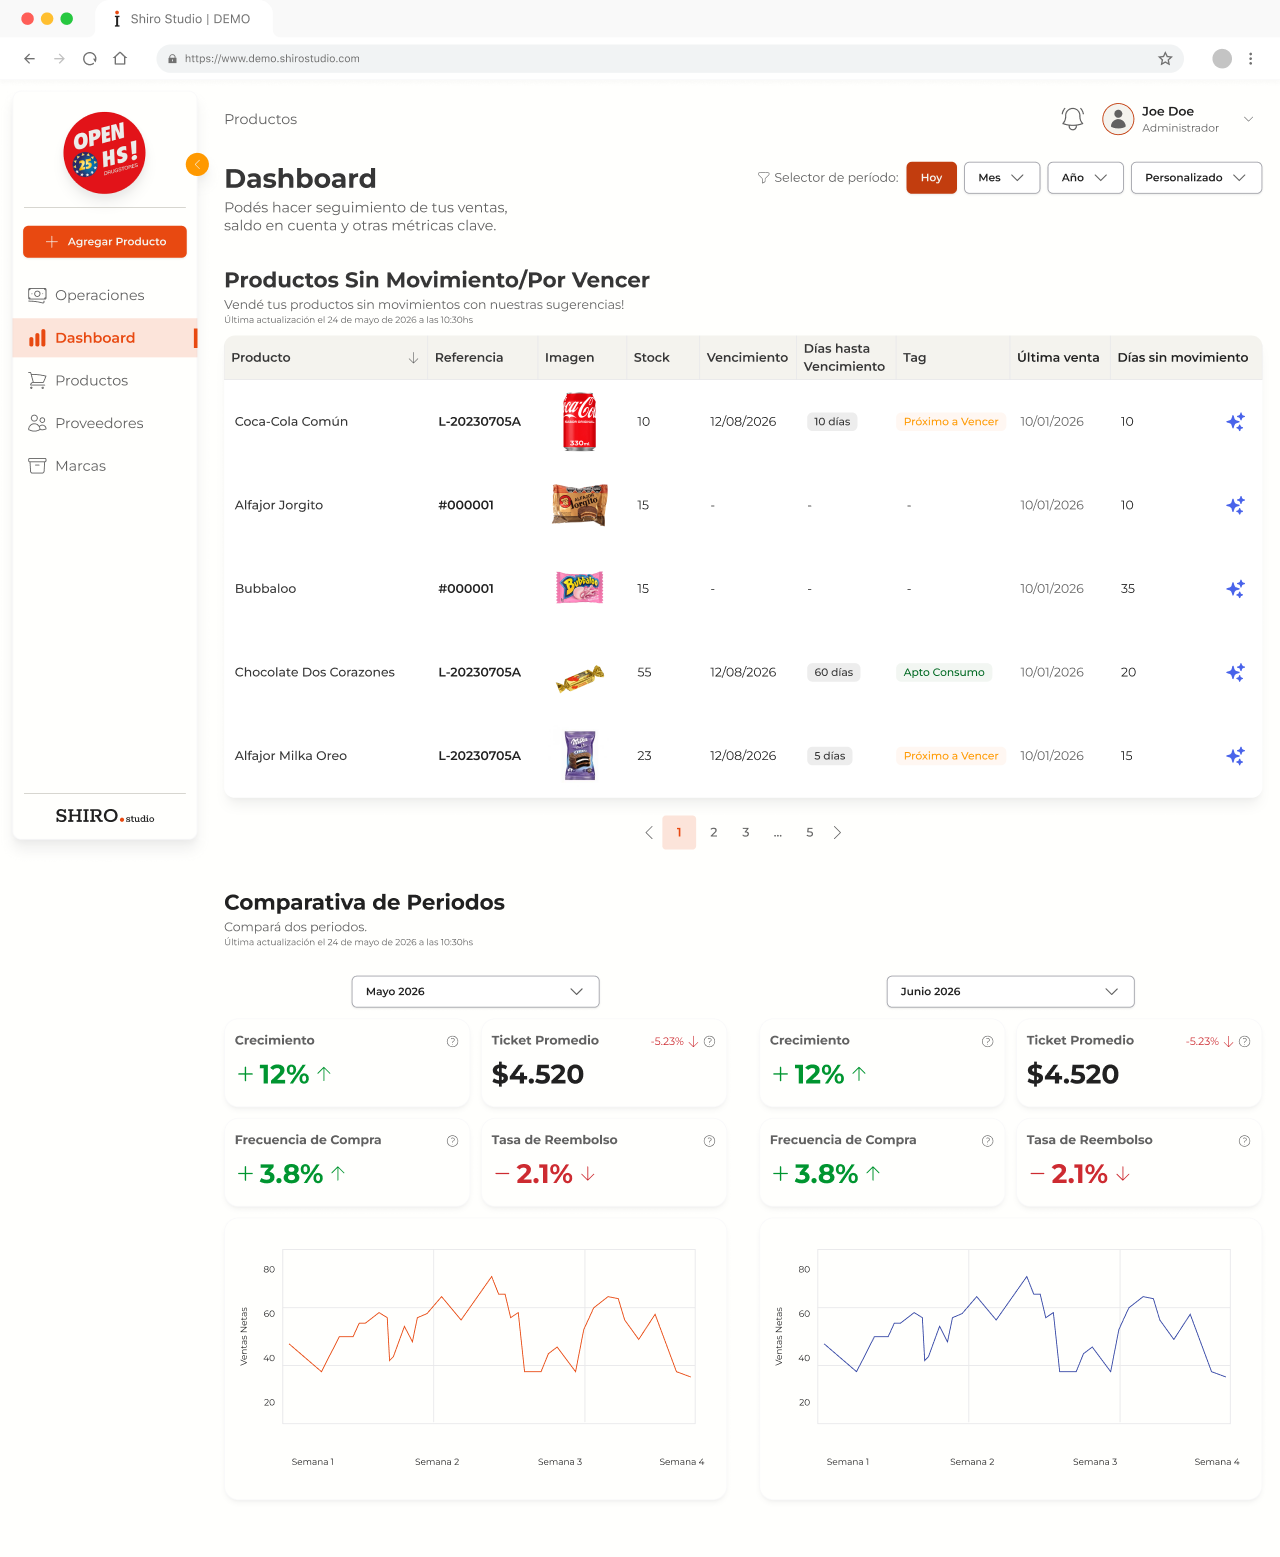 Shiro Studio | DEMO
https://www.demo.shirostudio.com
OPEN
25 HS!
DRUGSTORES
Agregar Producto
Operaciones
Dashboard
Productos
Proveedores
Marcas
SHIRO.studio
Productos
Joe Doe
Administrador
Dashboard
Podés hacer seguimiento de tus ventas,
saldo en cuenta y otras métricas clave.
Selector de período:
Hoy
Mes
Año
Personalizado
Productos Sin Movimiento/Por Vencer
Vendé tus productos sin movimientos con nuestras sugerencias!
Última actualización el 24 de mayo de 2026 a las 10:30hs
Producto Referencia Imagen Stock Vencimiento Días hasta Vencimiento Tag Última venta Días sin movimiento
Coca-Cola Común L-20230705A 330ml 10 12/08/2026 10 días Próximo a Vencer 10/01/2026 10
Alfajor Jorgito #000001 Jorgito 15 - - - 10/01/2026 10
Bubbaloo #000001 Bubbaloo 15 - - - 10/01/2026 35
Chocolate Dos Corazones L-20230705A 55 12/08/2026 60 días Apto Consumo 10/01/2026 20
Alfajor Milka Oreo L-20230705A Milka 23 12/08/2026 5 días Próximo a Vencer 10/01/2026 15
1 2 3 ... 5
Comparativa de Periodos
Compará dos periodos.
Última actualización el 24 de mayo de 2026 a las 10:30hs
Mayo 2026
Crecimiento
+ 12%
Ticket Promedio -5.23%
$4.520
Frecuencia de Compra
+ 3.8%
Tasa de Reembolso
− 2.1%
Ventas Netas
80
60
40
20
Semana 1 Semana 2 Semana 3 Semana 4
Junio 2026
Crecimiento
+ 12%
Ticket Promedio -5.23%
$4.520
Frecuencia de Compra
+ 3.8%
Tasa de Reembolso
− 2.1%
Ventas Netas
80
60
40
20
Semana 1 Semana 2 Semana 3 Semana 4